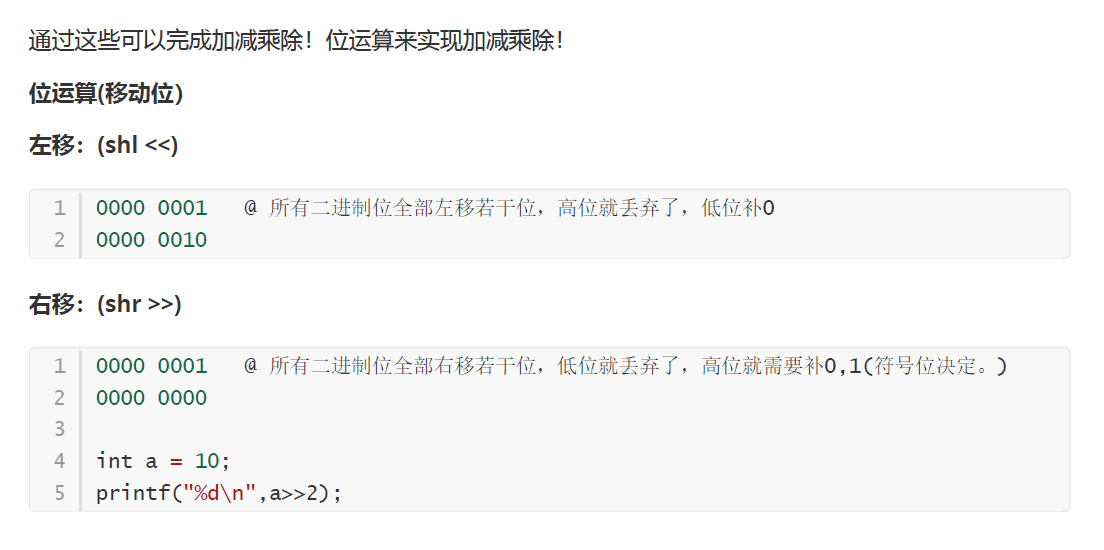 通过这些可以完成加减乘除！位运算来实现加减乘除！
位运算(移动位)
左移：(shl <<)
1 0000 0001   @ 所有二进制位全部左移若干位，高位就丢弃了，低位补0
2 0000 0010
右移：(shr >>)
1 0000 0001   @ 所有二进制位全部右移若干位，低位就丢弃了，高位就需要补0,1(符号位决定。)
2 0000 0000
3
4 int a = 10;
5 printf("%d\n",a>>2);